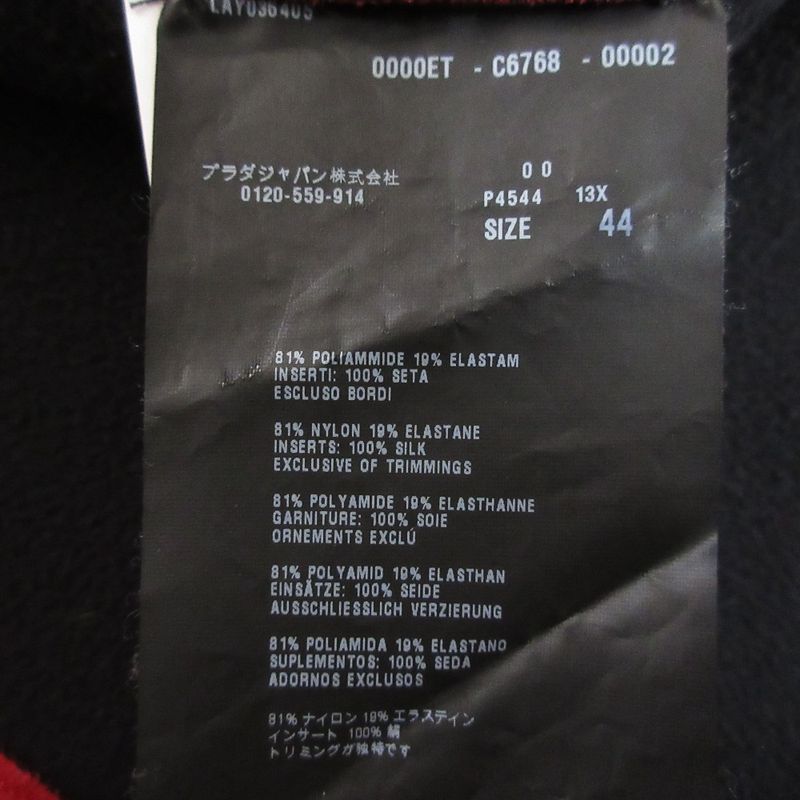 LAY036405
0000ET - C6768 - 00002
プラダジャパン株式会社
0120-559-914
0 0
P4544 13X
SIZE 44
81% POLIAMMIDE 19% ELASTAM
INSERTI: 100% SETA
ESCLUSO BORDI
81% NYLON 19% ELASTANE
INSERTS: 100% SILK
EXCLUSIVE OF TRIMMINGS
81% POLYAMIDE 19% ELASTHANNE
GARNITURE: 100% SOIE
ORNEMENTS EXCLÚ
81% POLYAMID 19% ELASTHAN
EINSÄTZE: 100% SEIDE
AUSSCHLIESSLICH VERZIERUNG
81% POLIAMIDA 19% ELASTANO
SUPLEMENTOS: 100% SEDA
ADORNOS EXCLUSOS
81% ナイロン 19% エラステイン
インサート 100% 絹
トリミングが独特です